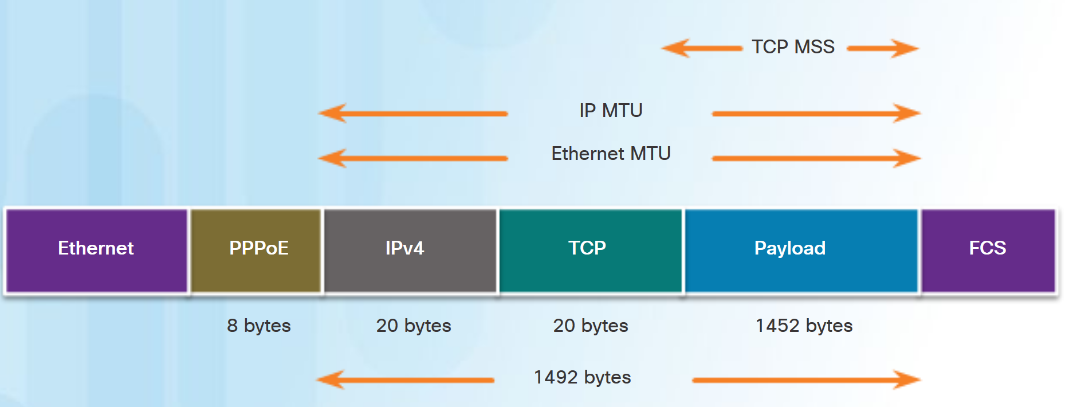 TCP MSS
IP MTU
Ethernet MTU
Ethernet PPPoE IPv4 TCP Payload FCS
8 bytes 20 bytes 20 bytes 1452 bytes
1492 bytes